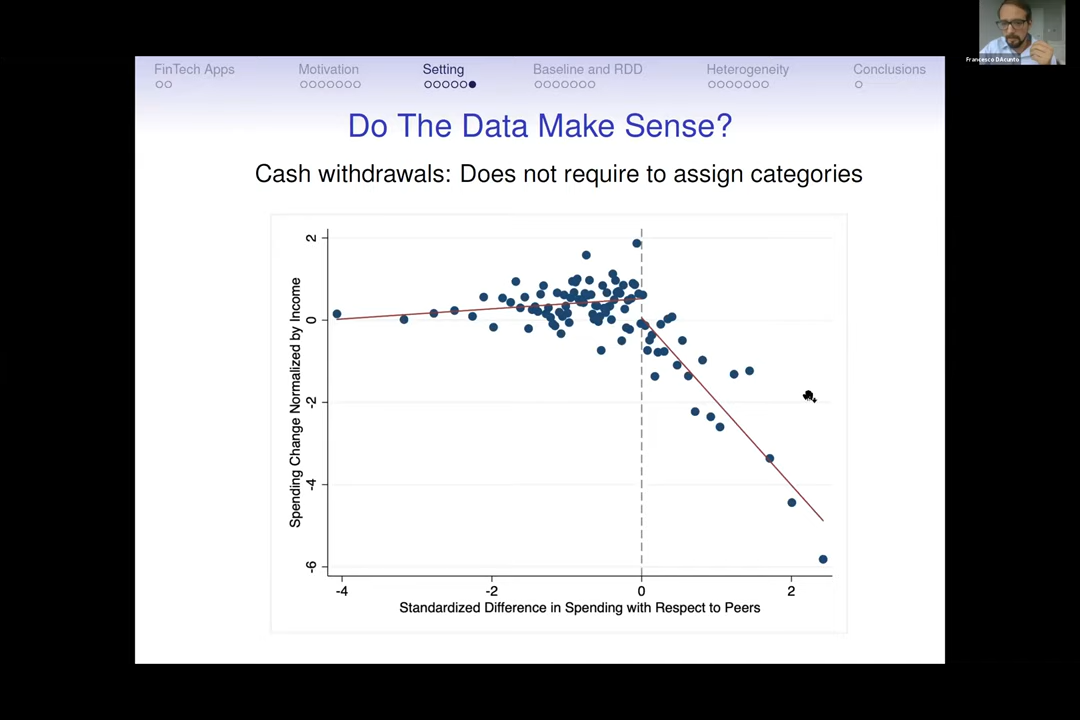 Francesco DAcunto
FinTech Apps
Motivation
Setting
Baseline and RDD
Heterogeneity
Conclusions
Do The Data Make Sense?
Cash withdrawals: Does not require to assign categories
Spending Change Normalized by Income
2
0
-2
-4
-6
-4
-2
0
2
Standardized Difference in Spending with Respect to Peers